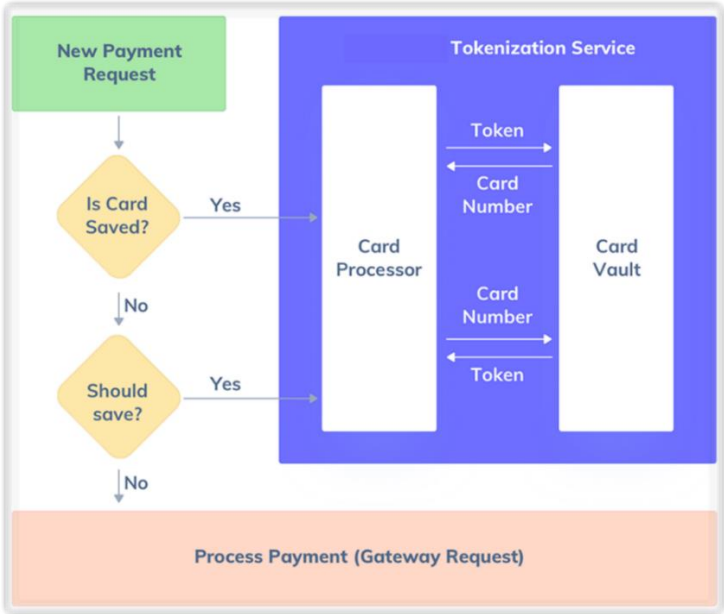 New Payment
Request
Tokenization Service
Token
Card
Number
Is Card
Saved?
Yes
Card
Processor
Card
Vault
No
Card
Number
Token
Should
save?
Yes
No
Process Payment (Gateway Request)